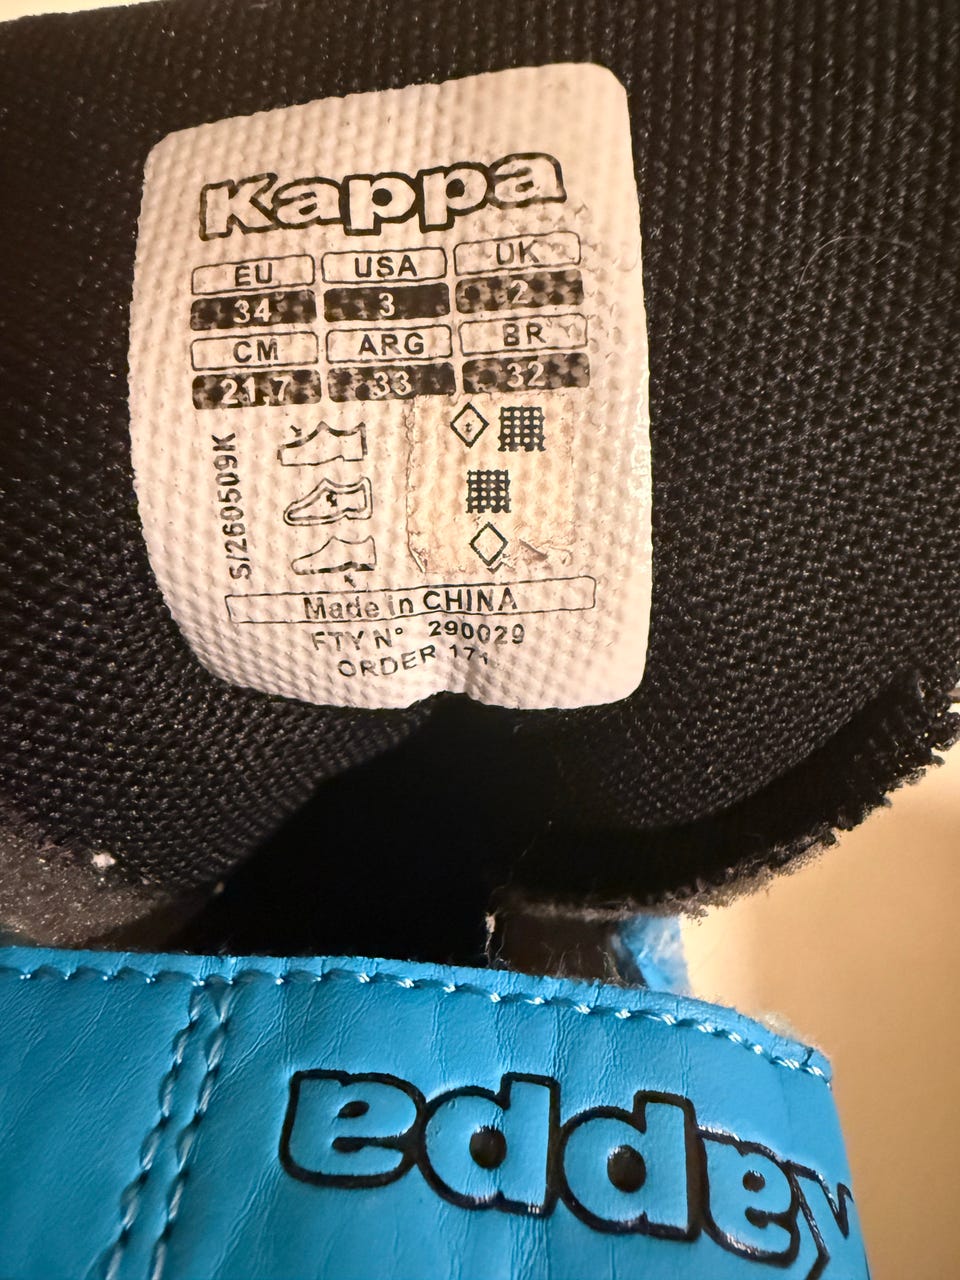 Kappa
EU USA UK
34 3 2
CM ARG BR
21,7 33 32
S/260509K
Made in CHINA
FTY N° 290029
ORDER
Kappa